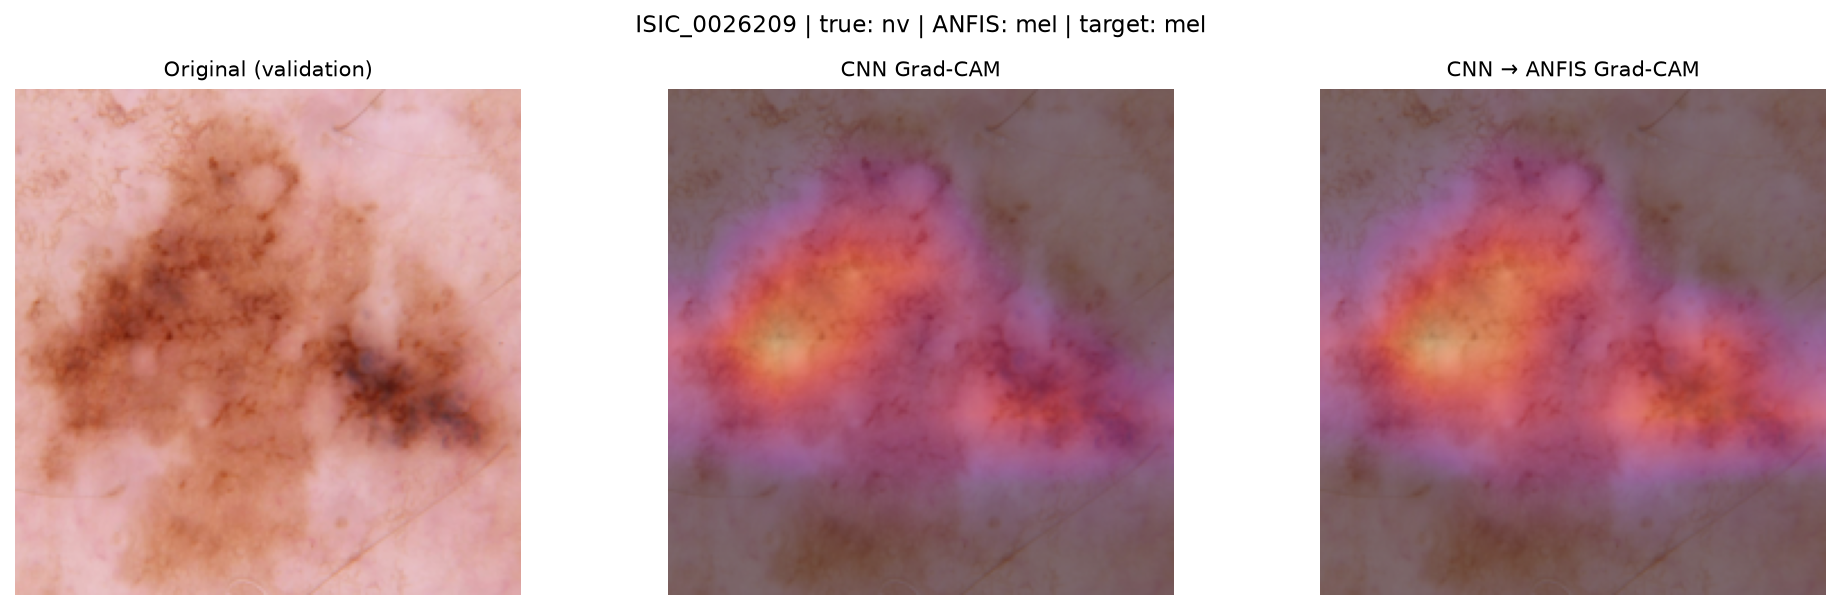 ISIC_0026209 | true: nv | ANFIS: mel | target: mel
Original (validation)
CNN Grad-CAM
CNN → ANFIS Grad-CAM